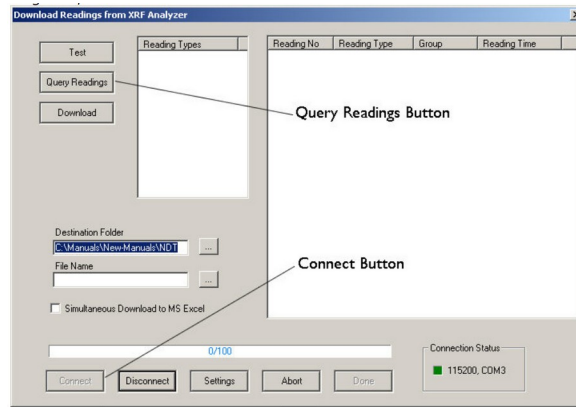 Download Readings from XRF Analyzer
Test
Query Readings
Download
Reading Types
Reading No Reading Type Group Reading Time
Query Readings Button
Destination Folder
C:\Manuals\New-Manuals\NDT
...
File Name
...
Simultaneous Download to MS Excel
Connect Button
0/100
Connect Disconnect Settings Abort Done
Connection Status
115200, COM3